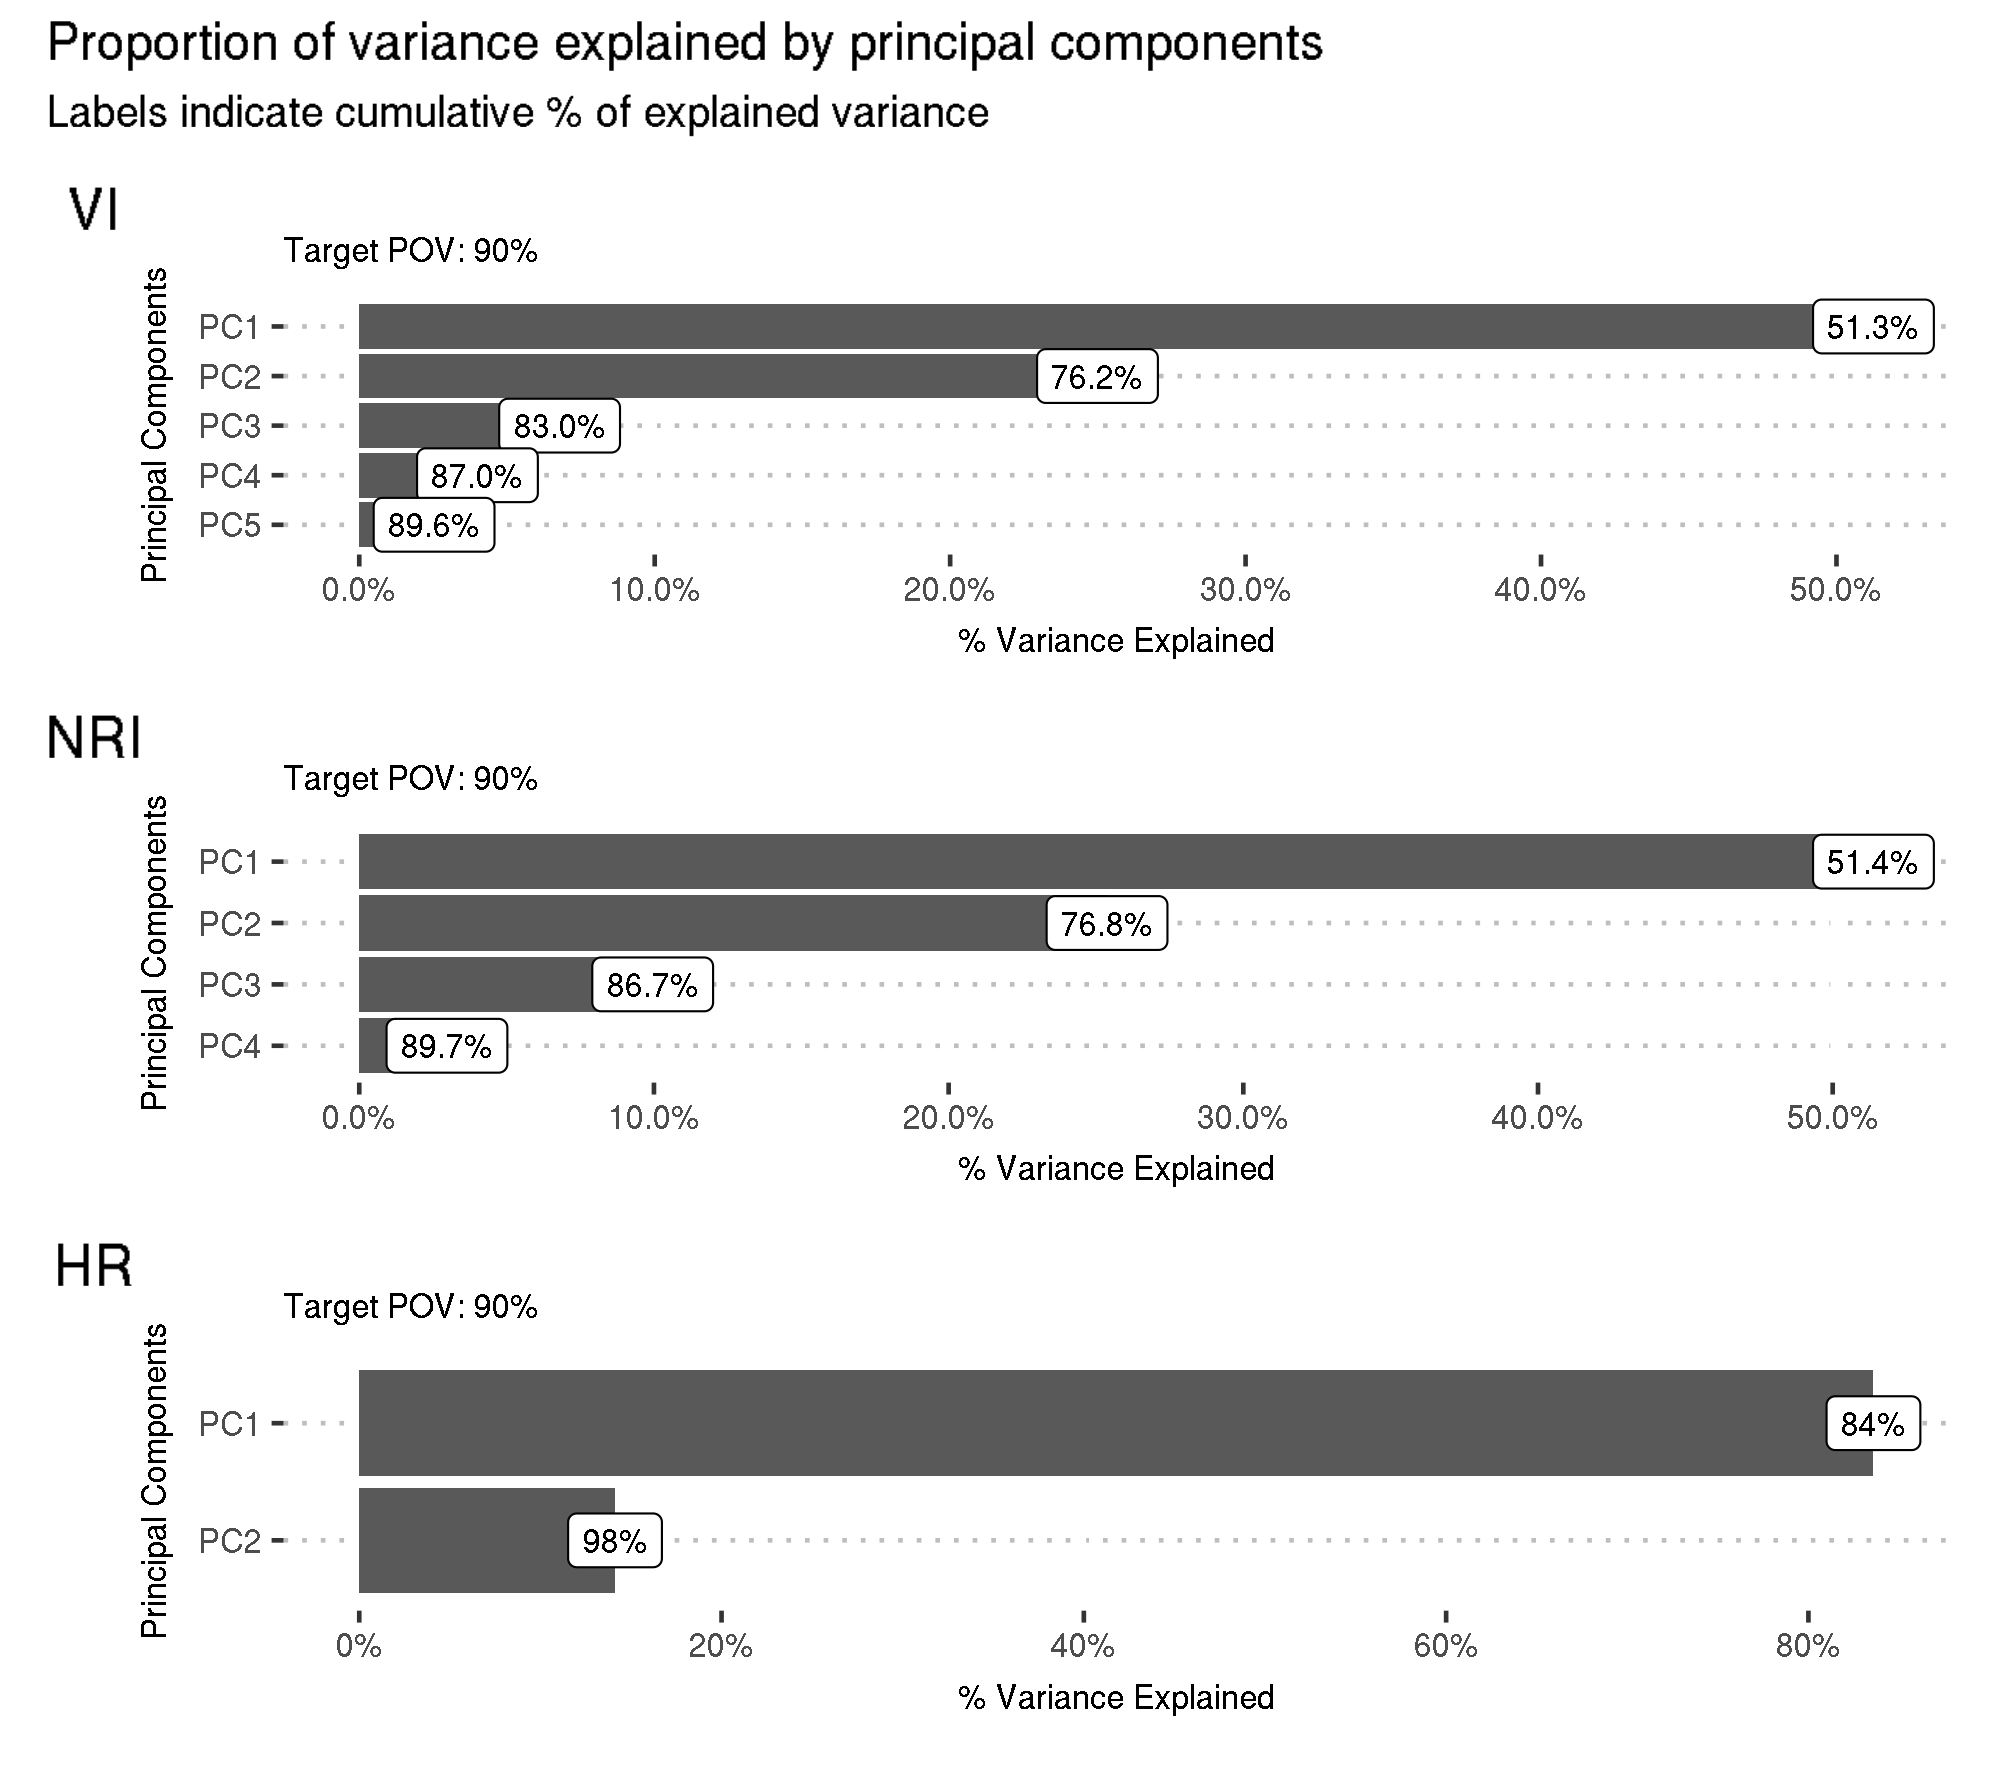 Proportion of variance explained by principal components
Labels indicate cumulative % of explained variance
VI
Target POV: 90%
Principal Components
PC1
51.3%
PC2
76.2%
PC3
83.0%
PC4
87.0%
PC5
89.6%
0.0% 10.0% 20.0% 30.0% 40.0% 50.0%
% Variance Explained
NRI
Target POV: 90%
Principal Components
PC1
51.4%
PC2
76.8%
PC3
86.7%
PC4
89.7%
0.0% 10.0% 20.0% 30.0% 40.0% 50.0%
% Variance Explained
HR
Target POV: 90%
Principal Components
PC1
84%
PC2
98%
0% 20% 40% 60% 80%
% Variance Explained